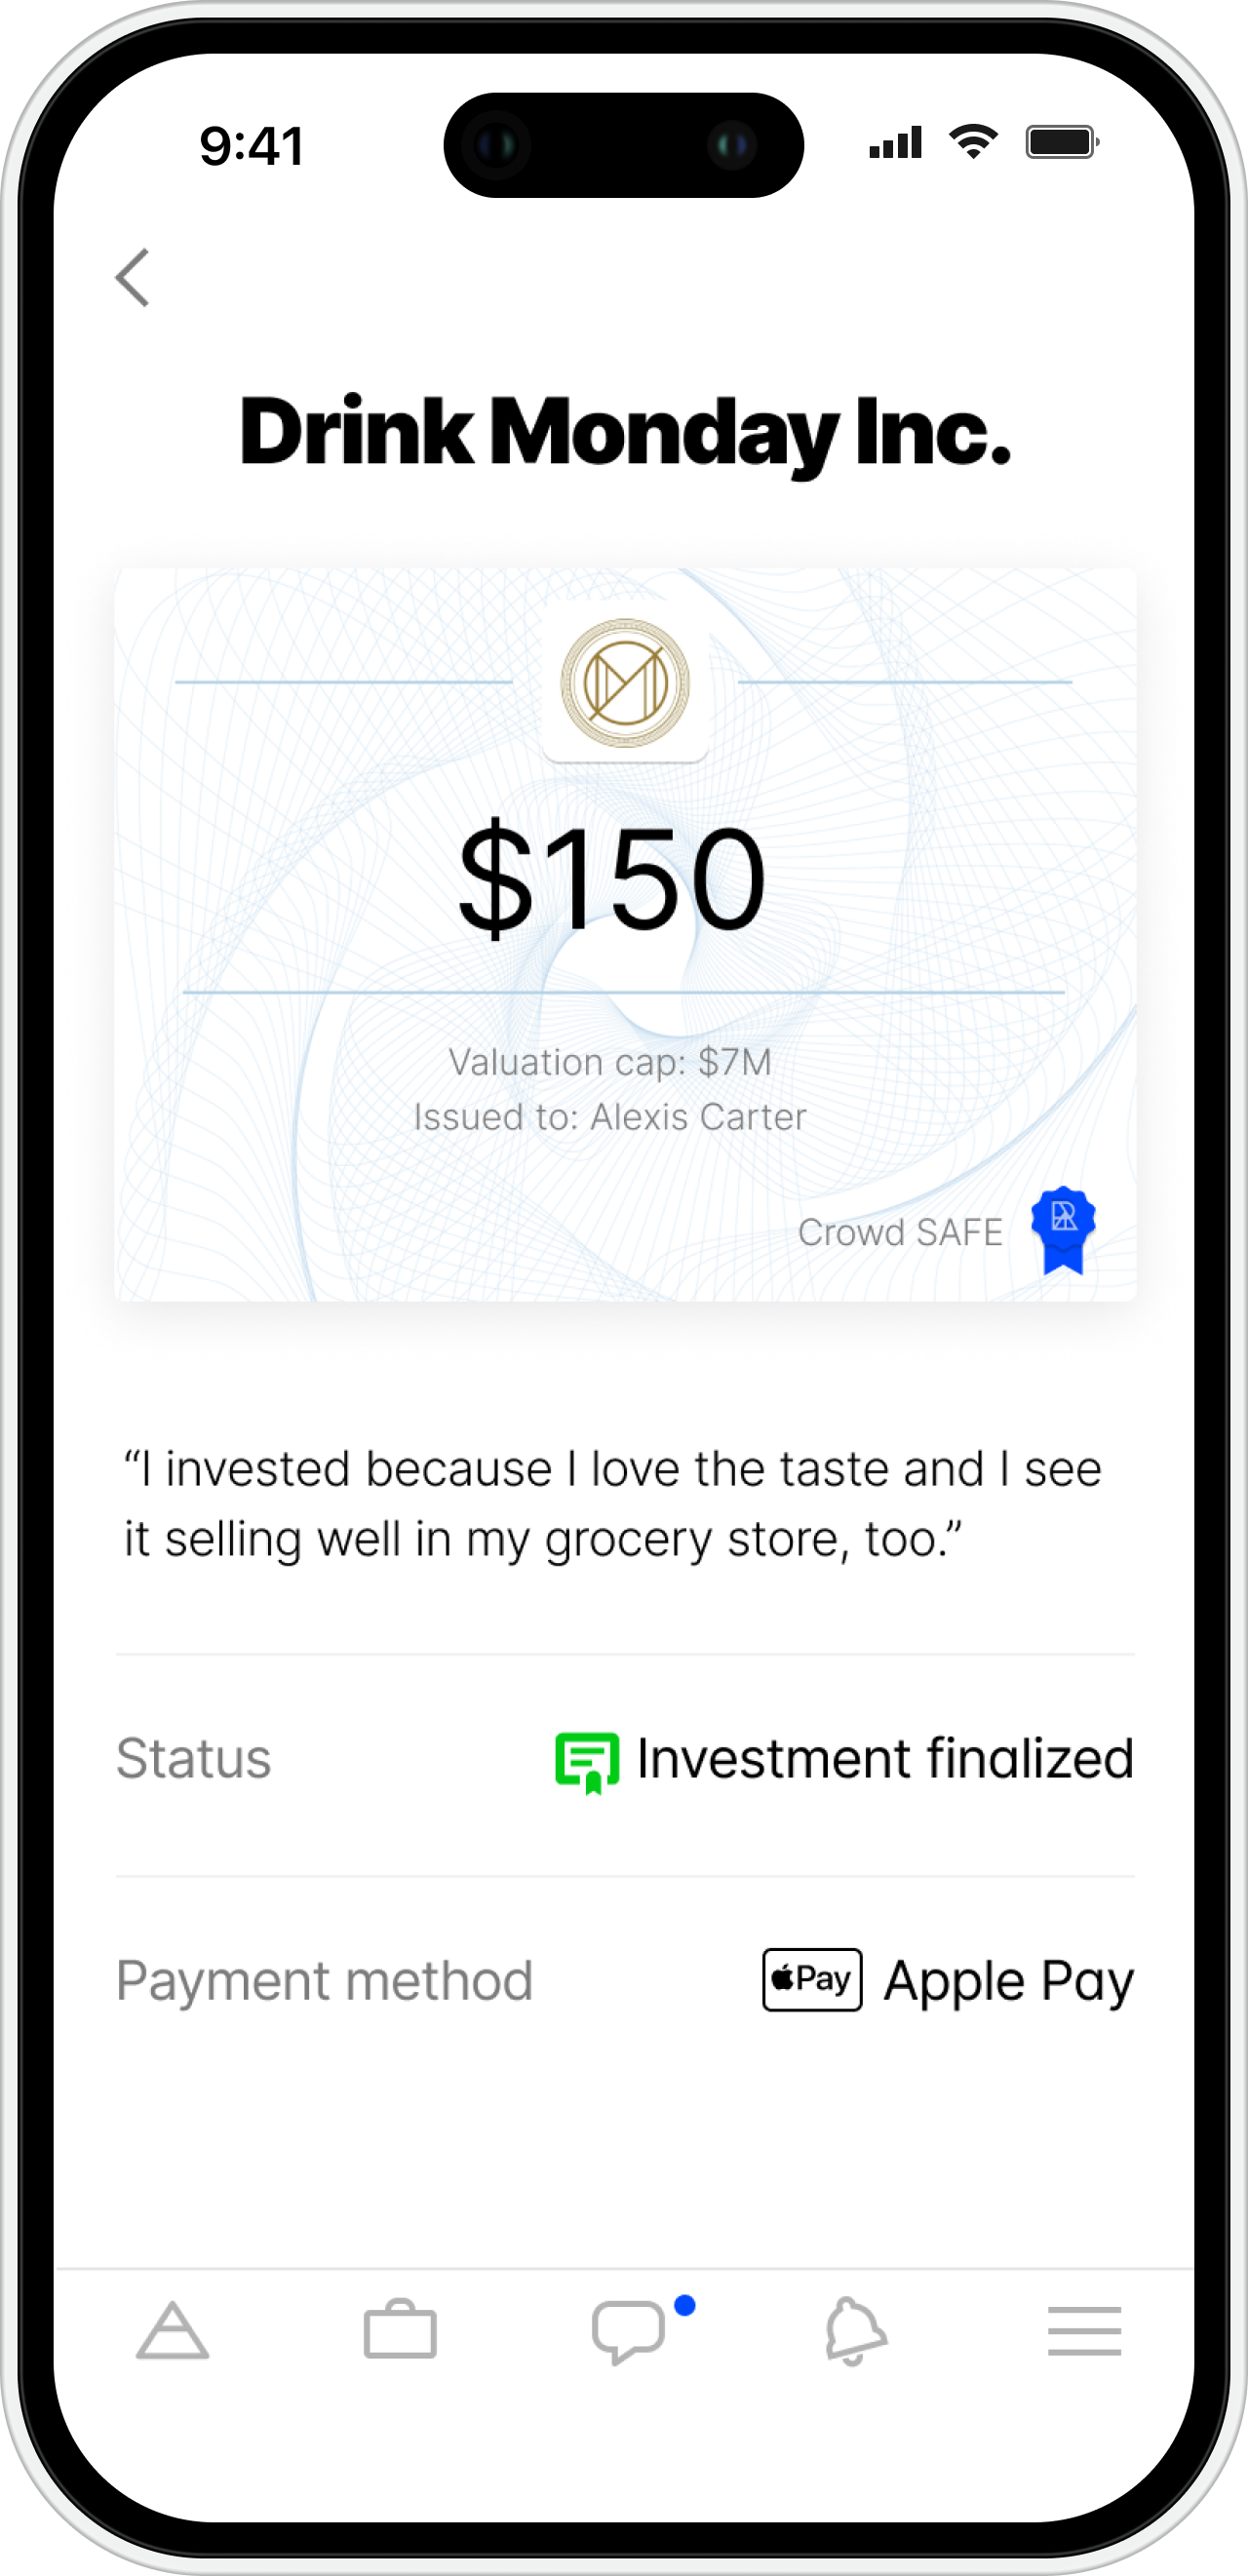 9:41
Drink Monday Inc.
$150
Valuation cap: $7M
Issued to: Alexis Carter
Crowd SAFE
“I invested because I love the taste and I see
it selling well in my grocery store, too.”
Status Investment finalized
Payment method Pay Apple Pay